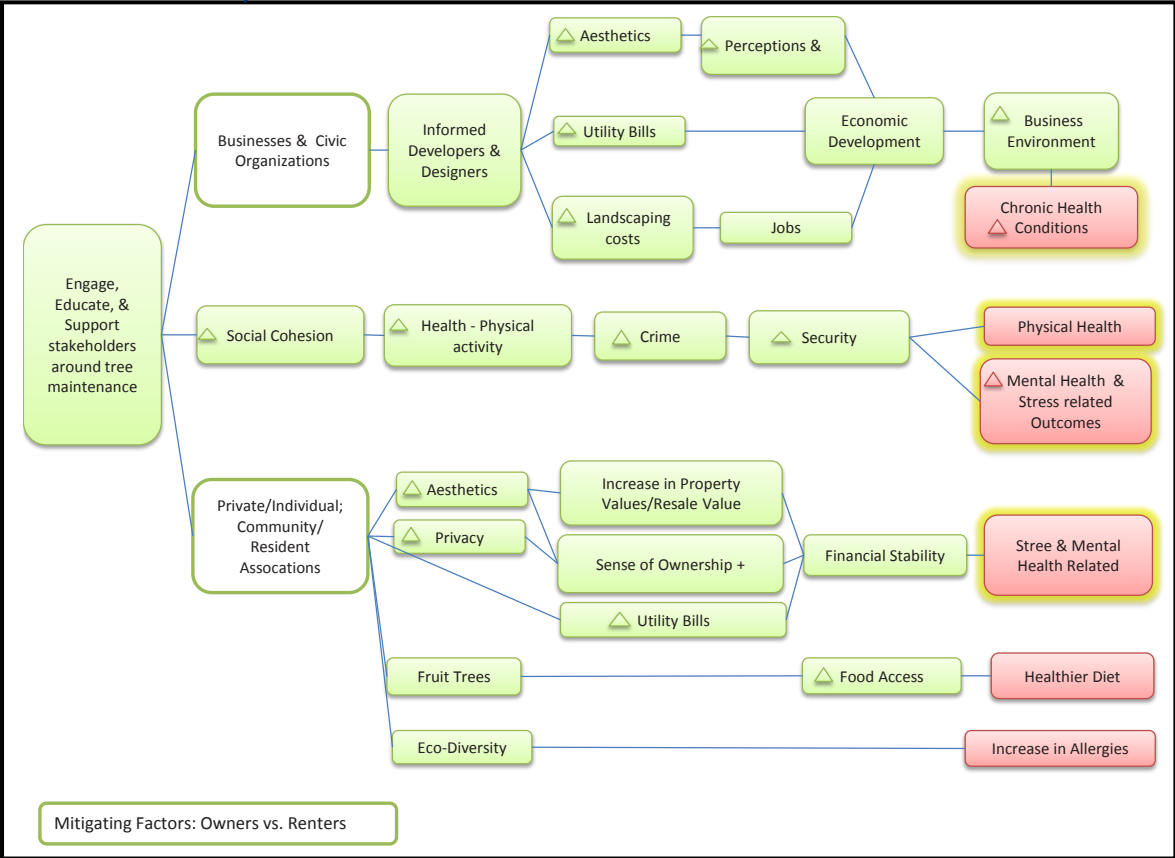 Engage,
Educate, &
Support
stakeholders
around tree
maintenance
Businesses & Civic
Organizations
Informed
Developers &
Designers
Aesthetics
Perceptions &
Utility Bills
Landscaping
costs
Jobs
Economic
Development
Business
Environment
Chronic Health
Conditions
Social Cohesion
Health - Physical
activity
Crime
Security
Physical Health
Mental Health &
Stress related
Outcomes
Private/Individual;
Community/
Resident
Assocations
Aesthetics
Privacy
Increase in Property
Values/Resale Value
Sense of Ownership +
Utility Bills
Financial Stability
Stree & Mental
Health Related
Fruit Trees
Food Access
Healthier Diet
Eco-Diversity
Increase in Allergies
Mitigating Factors: Owners vs. Renters